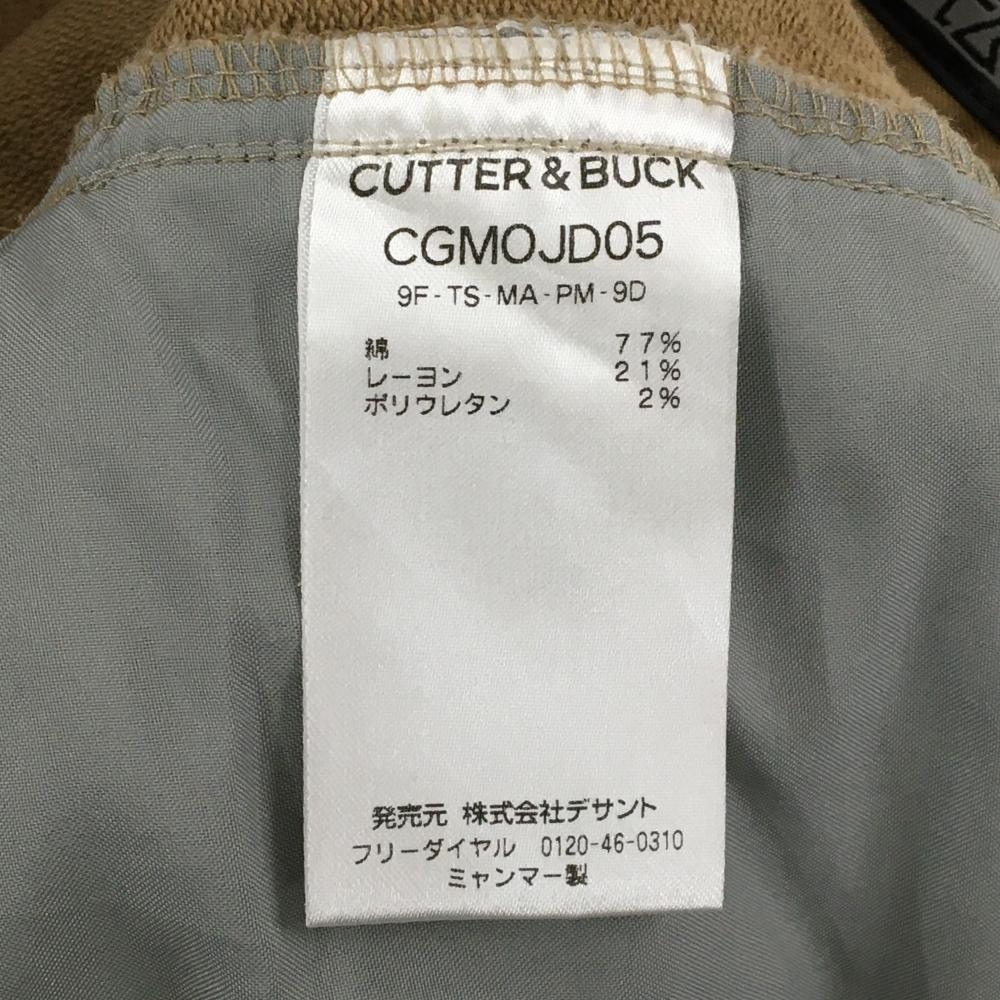 CUTTER & BUCK
CGMOJD05
9F-TS-MA-PM-9D
綿 77%
レーヨン 21%
ポリウレタン 2%
発売元 株式会社デサント
フリーダイヤル 0120-46-0310
ミャンマー製